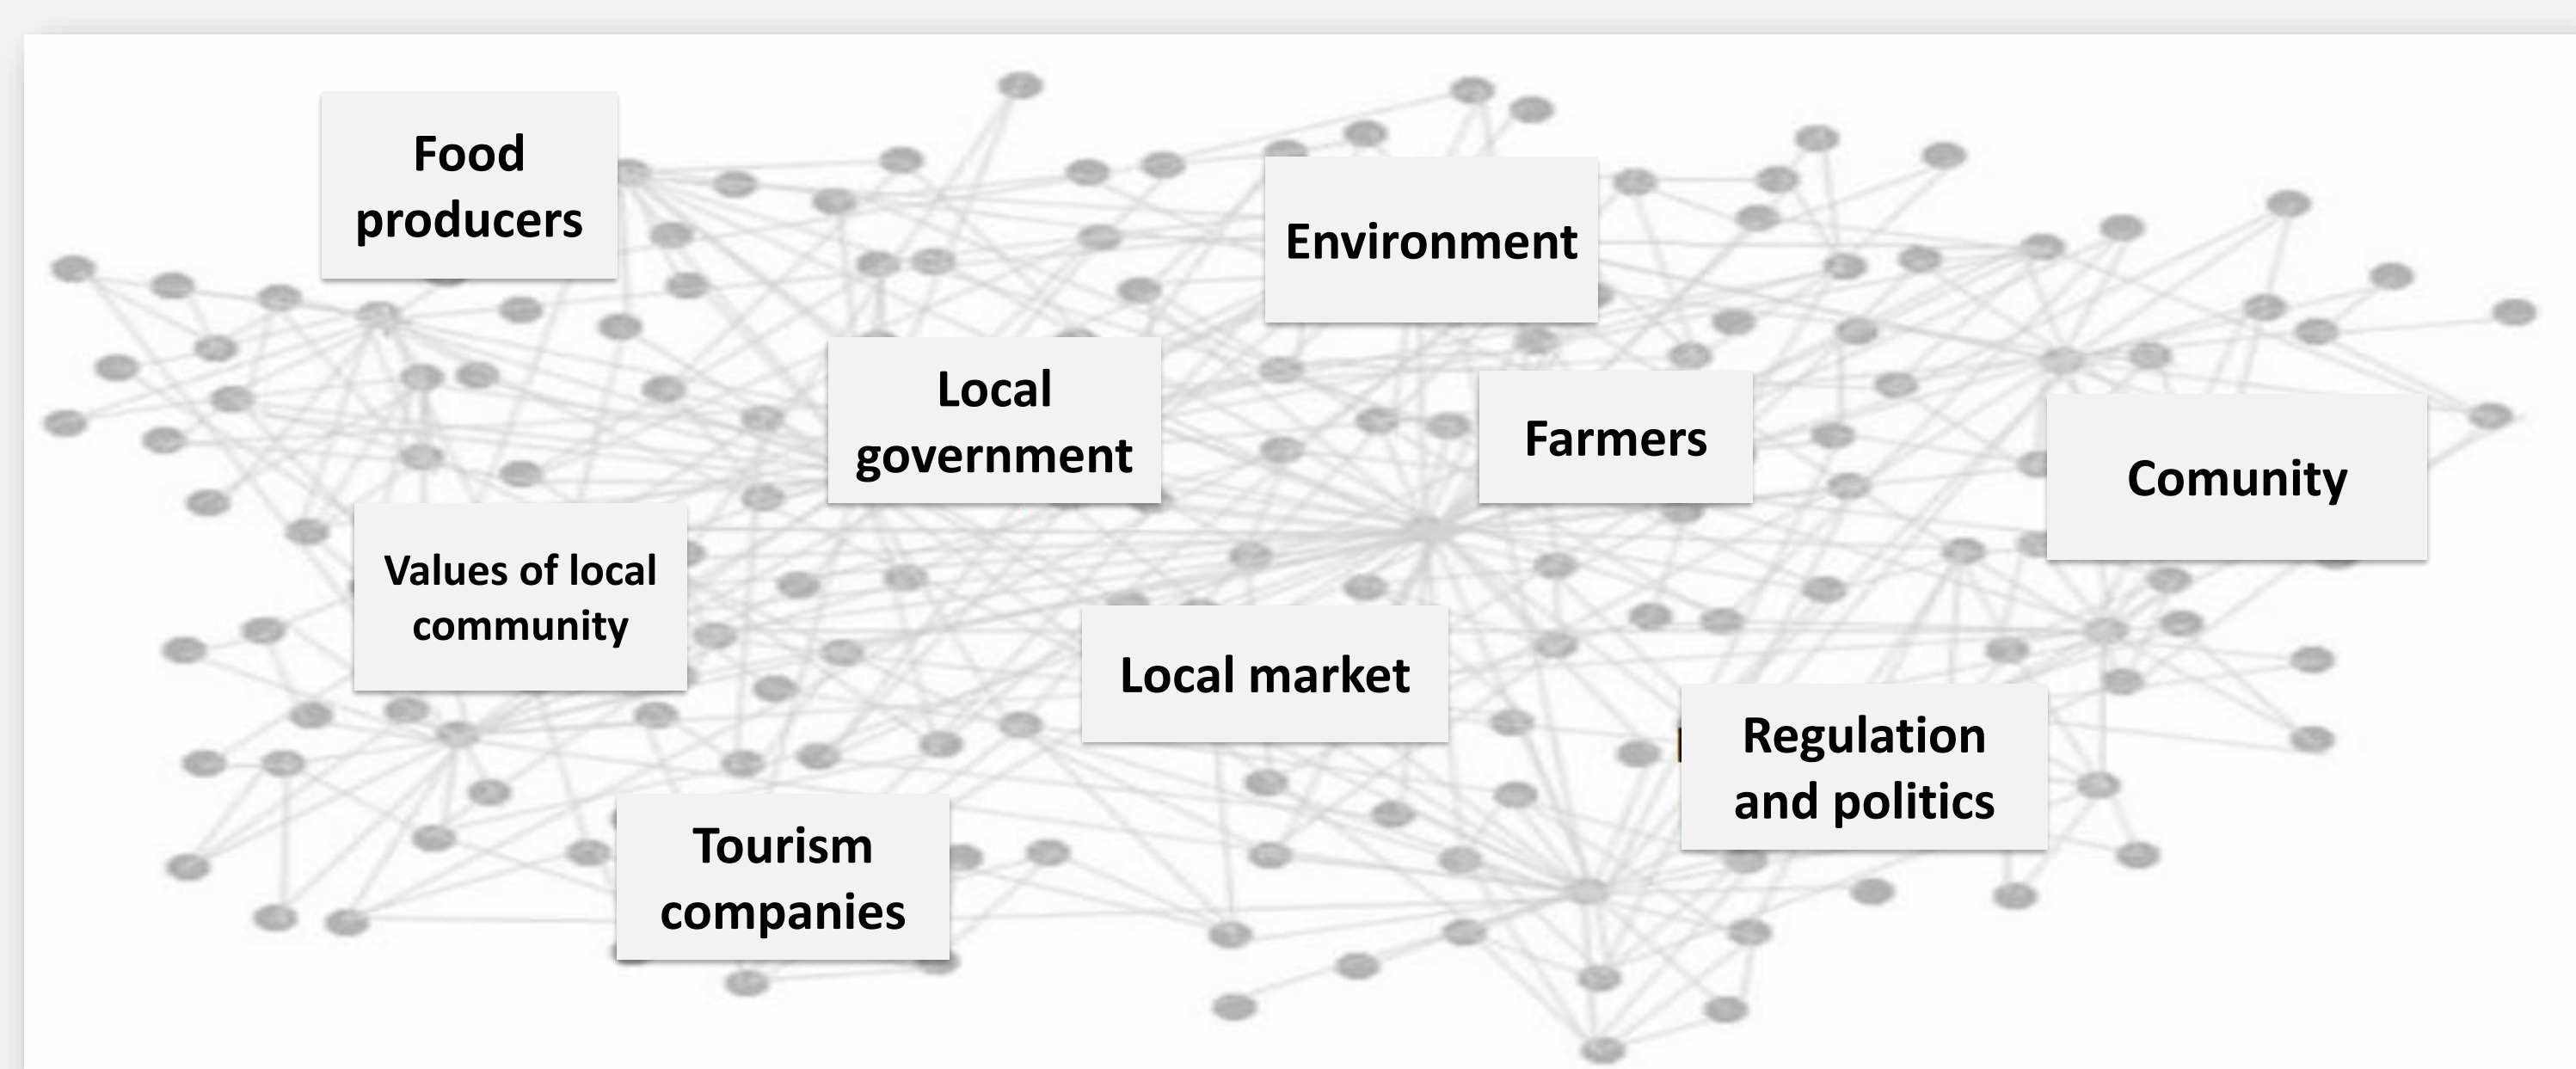 Food
producers
Environment
Local
government
Farmers
Comunity
Values of local
community
Local market
Regulation
and politics
Tourism
companies